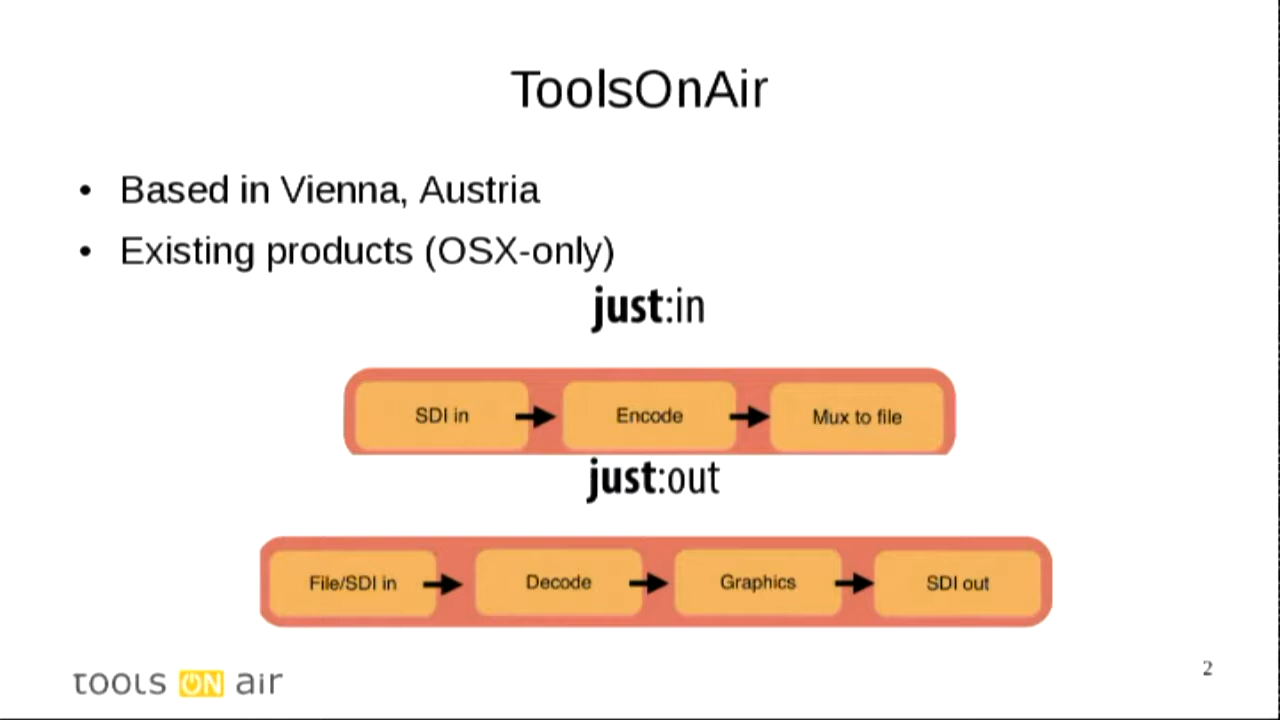 ToolsOnAir
• Based in Vienna, Austria
• Existing products (OSX-only)
just:in
SDI in Encode Mux to file
just:out
File/SDI in Decode Graphics SDI out
tools ON air
2